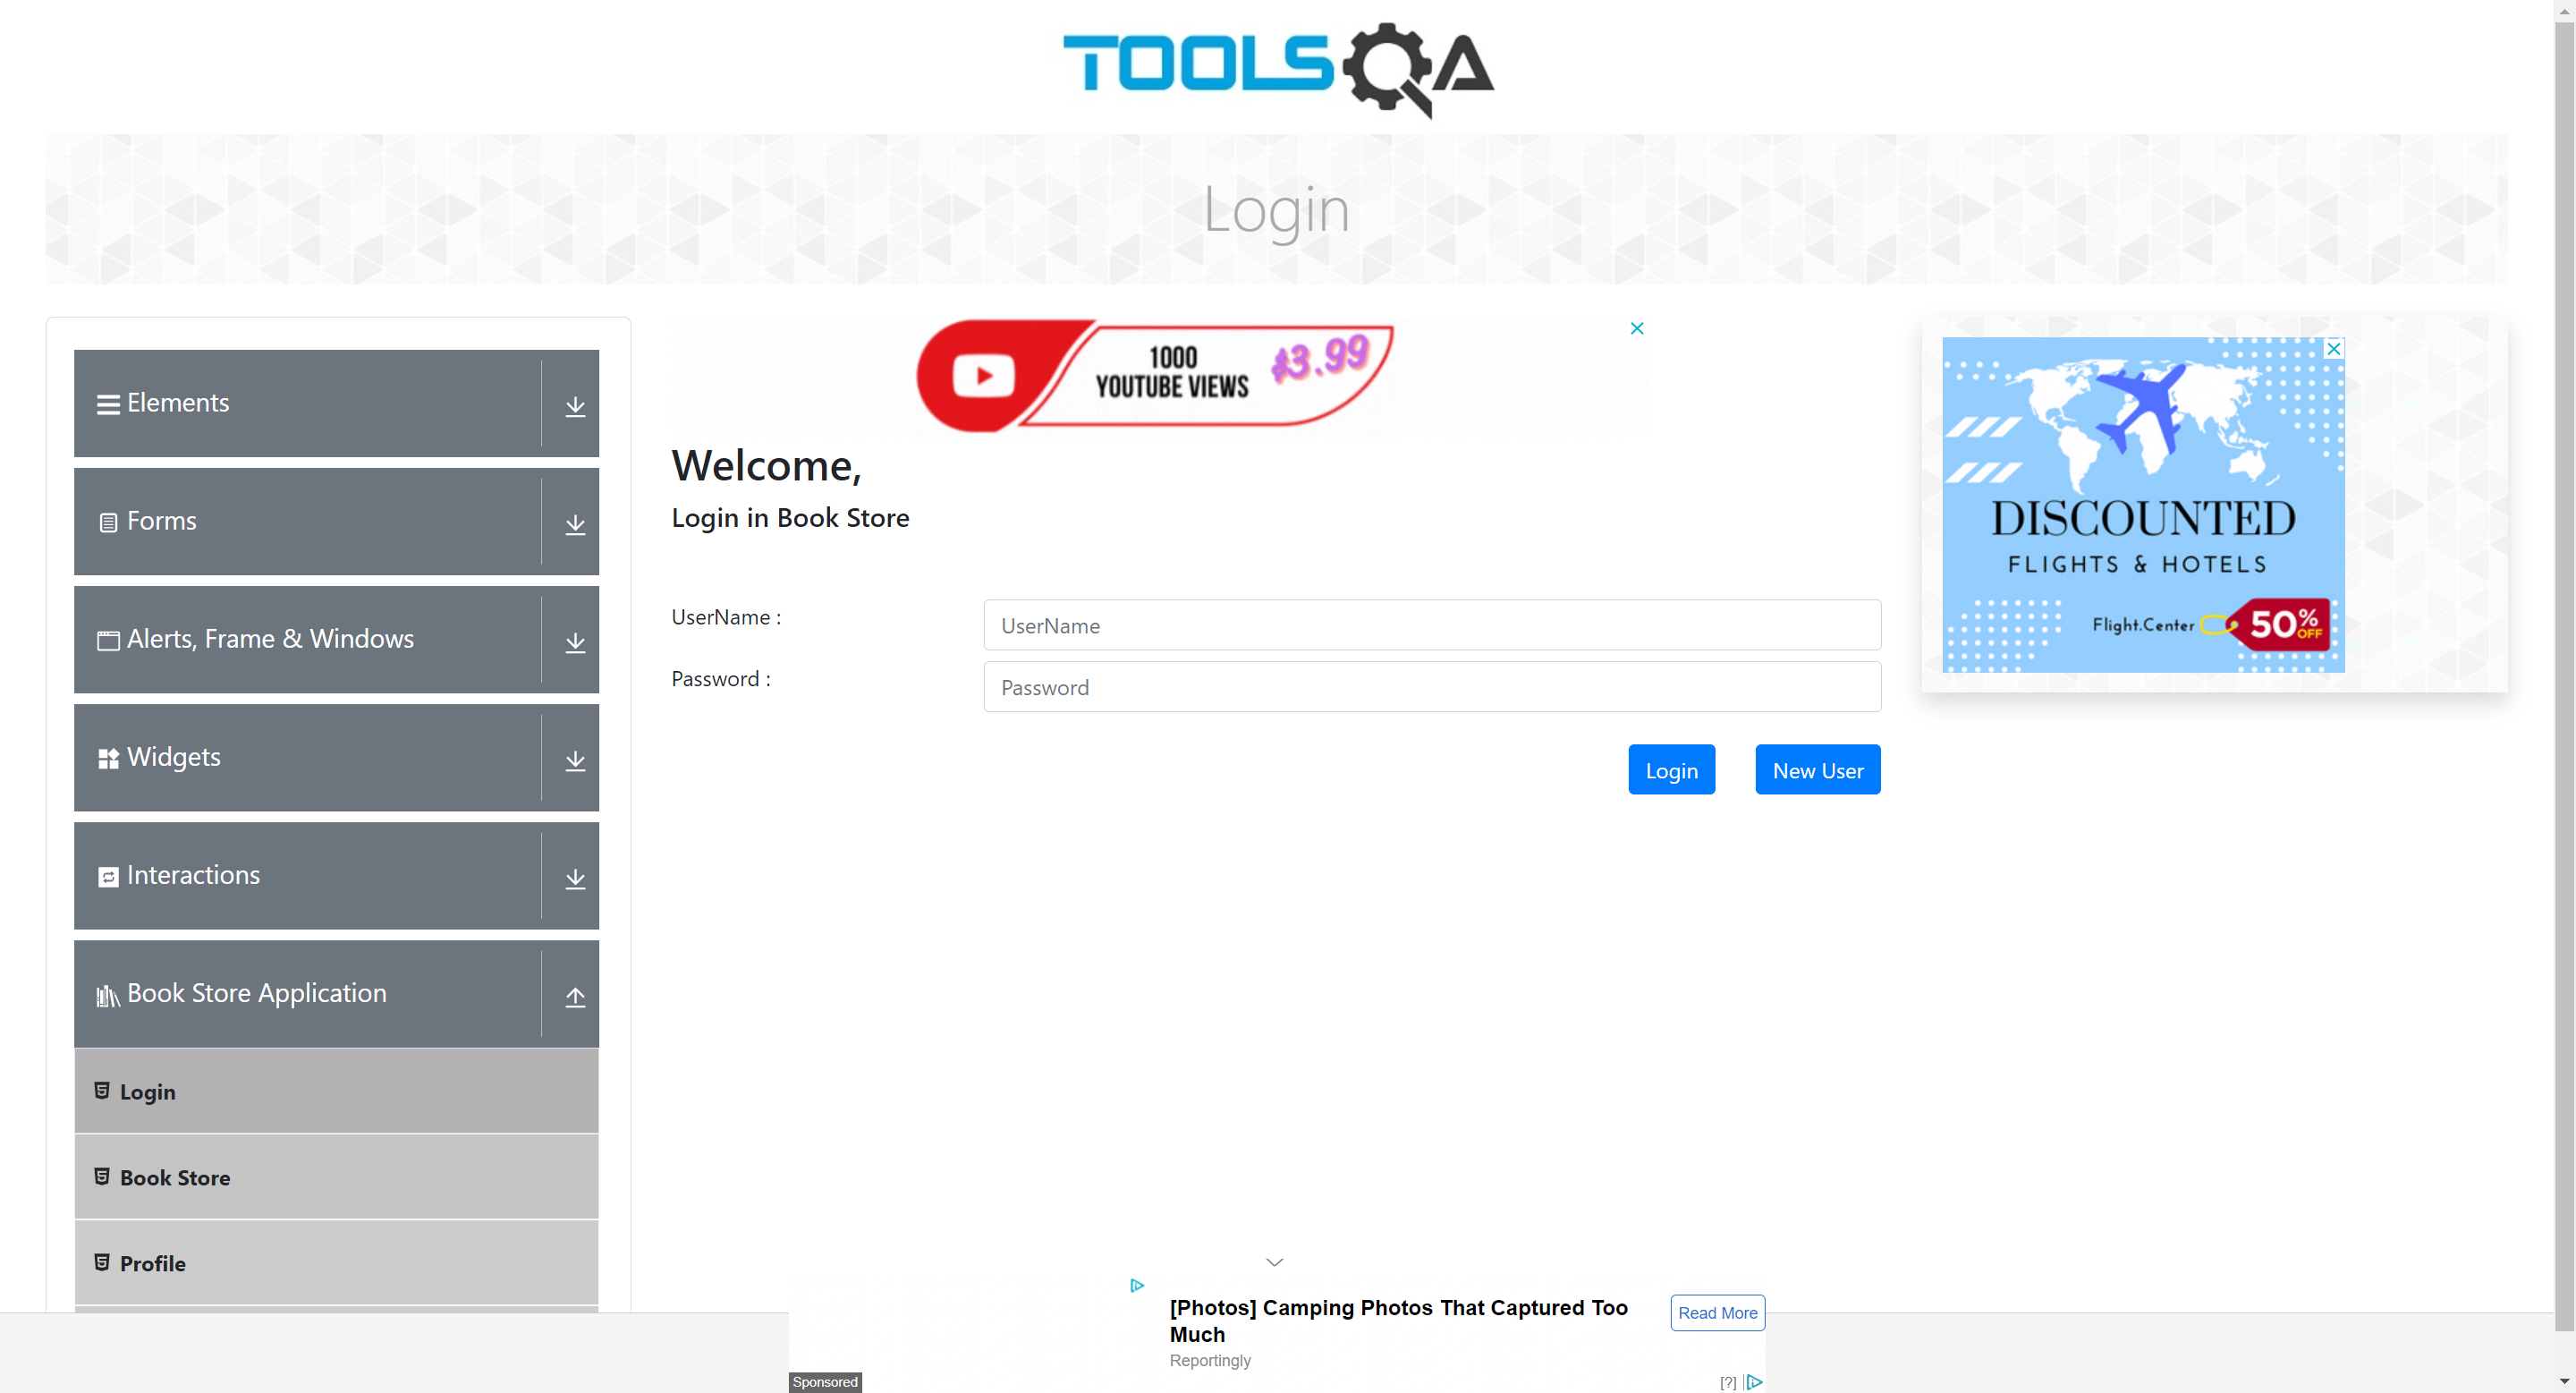 TOOLSQA
Login
Elements
Forms
Alerts, Frame & Windows
Widgets
Interactions
Book Store Application
Login
Book Store
Profile
1000
YOUTUBE VIEWS
$3.99
Welcome,
Login in Book Store
UserName :
UserName
Password :
Password
Login
New User
DISCOUNTED
FLIGHTS & HOTELS
Flight.Center
50% OFF
[Photos] Camping Photos That Captured Too
Much
Reportingly
Read More
Sponsored
[?]